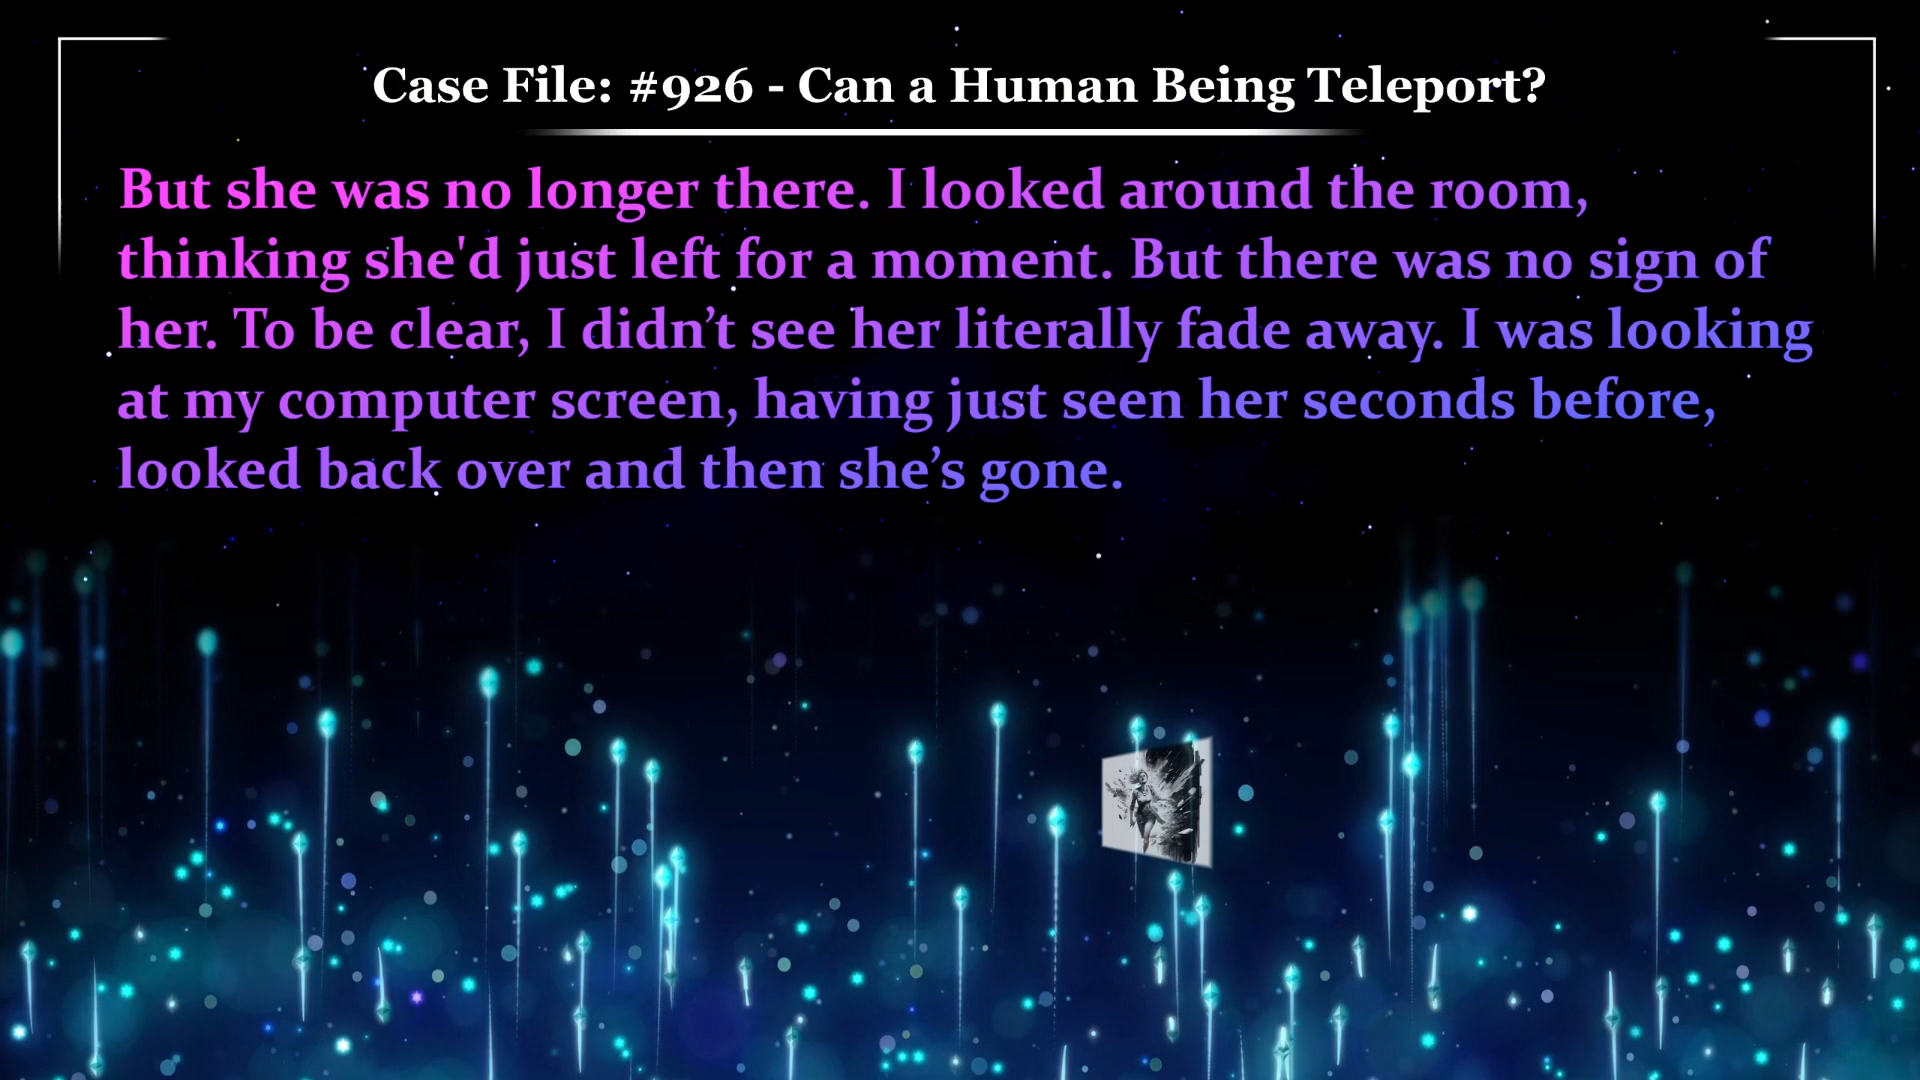 Case File: #926 - Can a Human Being Teleport?
But she was no longer there. I looked around the room,
thinking she'd just left for a moment. But there was no sign of
her. To be clear, I didn’t see her literally fade away. I was looking
at my computer screen, having just seen her seconds before,
looked back over and then she’s gone.